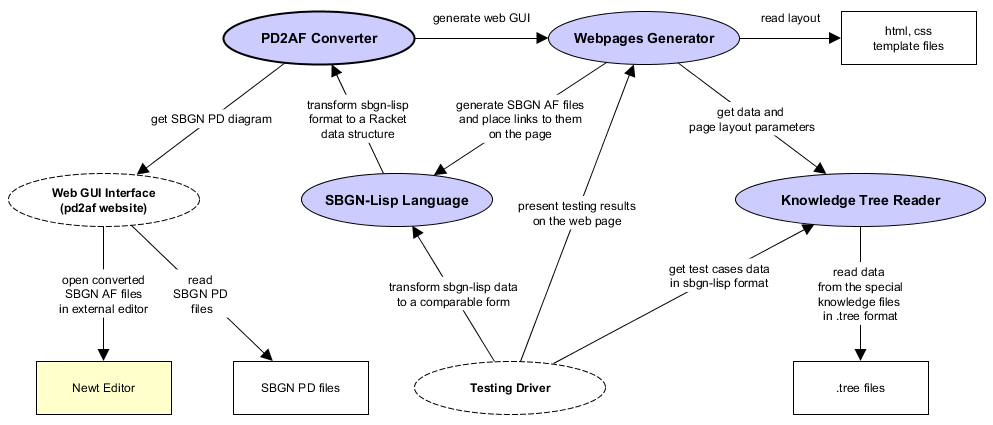 PD2AF Converter
generate web GUI
Webpages Generator
read layout
html, css
template files
get SBGN PD diagram
transform sbgn-lisp
format to a Racket
data structure
generate SBGN AF files
and place links to them
on the page
get data and
page layout parameters
Web GUI Interface
(pd2af website)
SBGN-Lisp Language
present testing results
on the web page
Knowledge Tree Reader
open converted
SBGN AF files
in external editor
read
SBGN PD
files
transform sbgn-lisp data
to a comparable form
get test cases data
in sbgn-lisp format
read data
from the special
knowledge files
in .tree format
Newt Editor
SBGN PD files
Testing Driver
.tree files